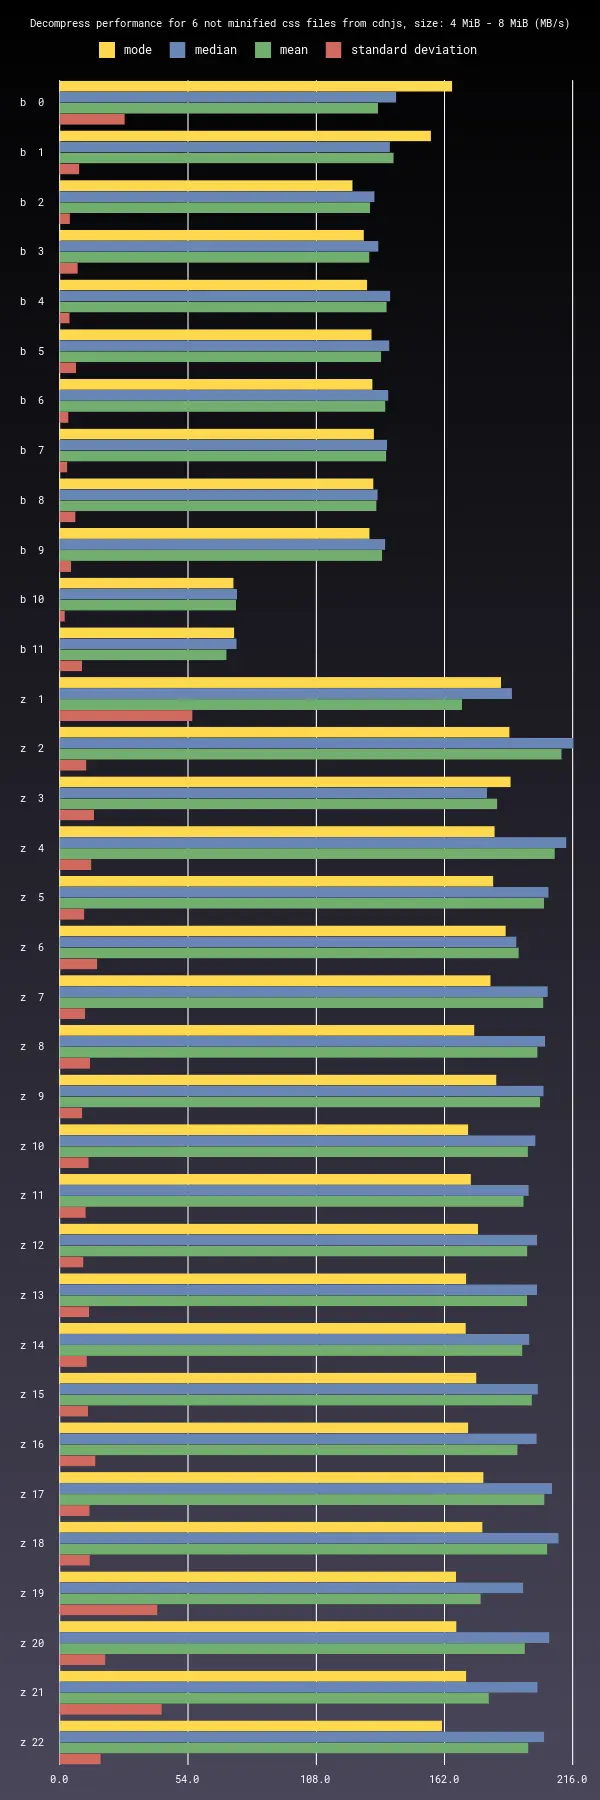 Decompress performance for 6 not minified css files from cdnjs, size: 4 MiB - 8 MiB (MB/s)
mode median mean standard deviation
b 0
b 1
b 2
b 3
b 4
b 5
b 6
b 7
b 8
b 9
b 10
b 11
z 1
z 2
z 3
z 4
z 5
z 6
z 7
z 8
z 9
z 10
z 11
z 12
z 13
z 14
z 15
z 16
z 17
z 18
z 19
z 20
z 21
z 22
0.0 54.0 108.0 162.0 216.0